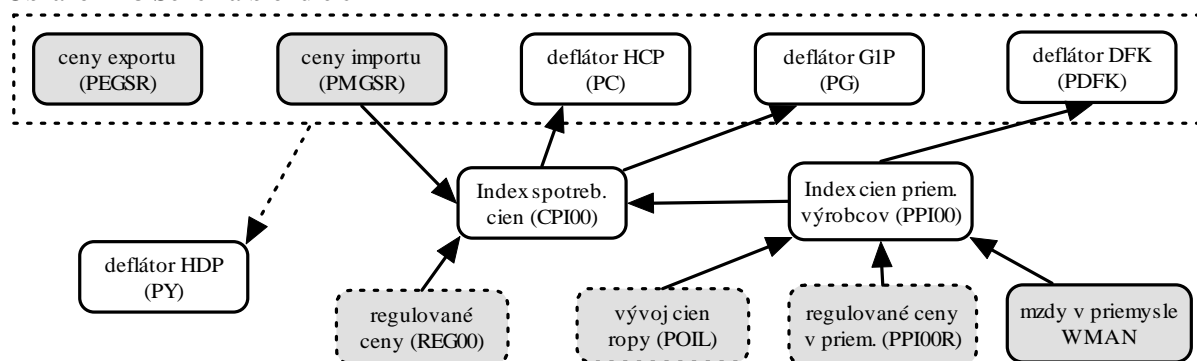 ceny exportu
(PEGSR)
ceny importu
(PMGSR)
deflátor HCP
(PC)
deflátor G1P
(PG)
deflátor DFK
(PDFK)
Index spotreb.
cien (CPI00)
Index cien priem.
výrobcov (PPI00)
deflátor HDP
(PY)
regulované
ceny (REG00)
vývoj cien
ropy (POIL)
regulované ceny
v priem. (PPI00R)
mzdy v priemysle
WMAN